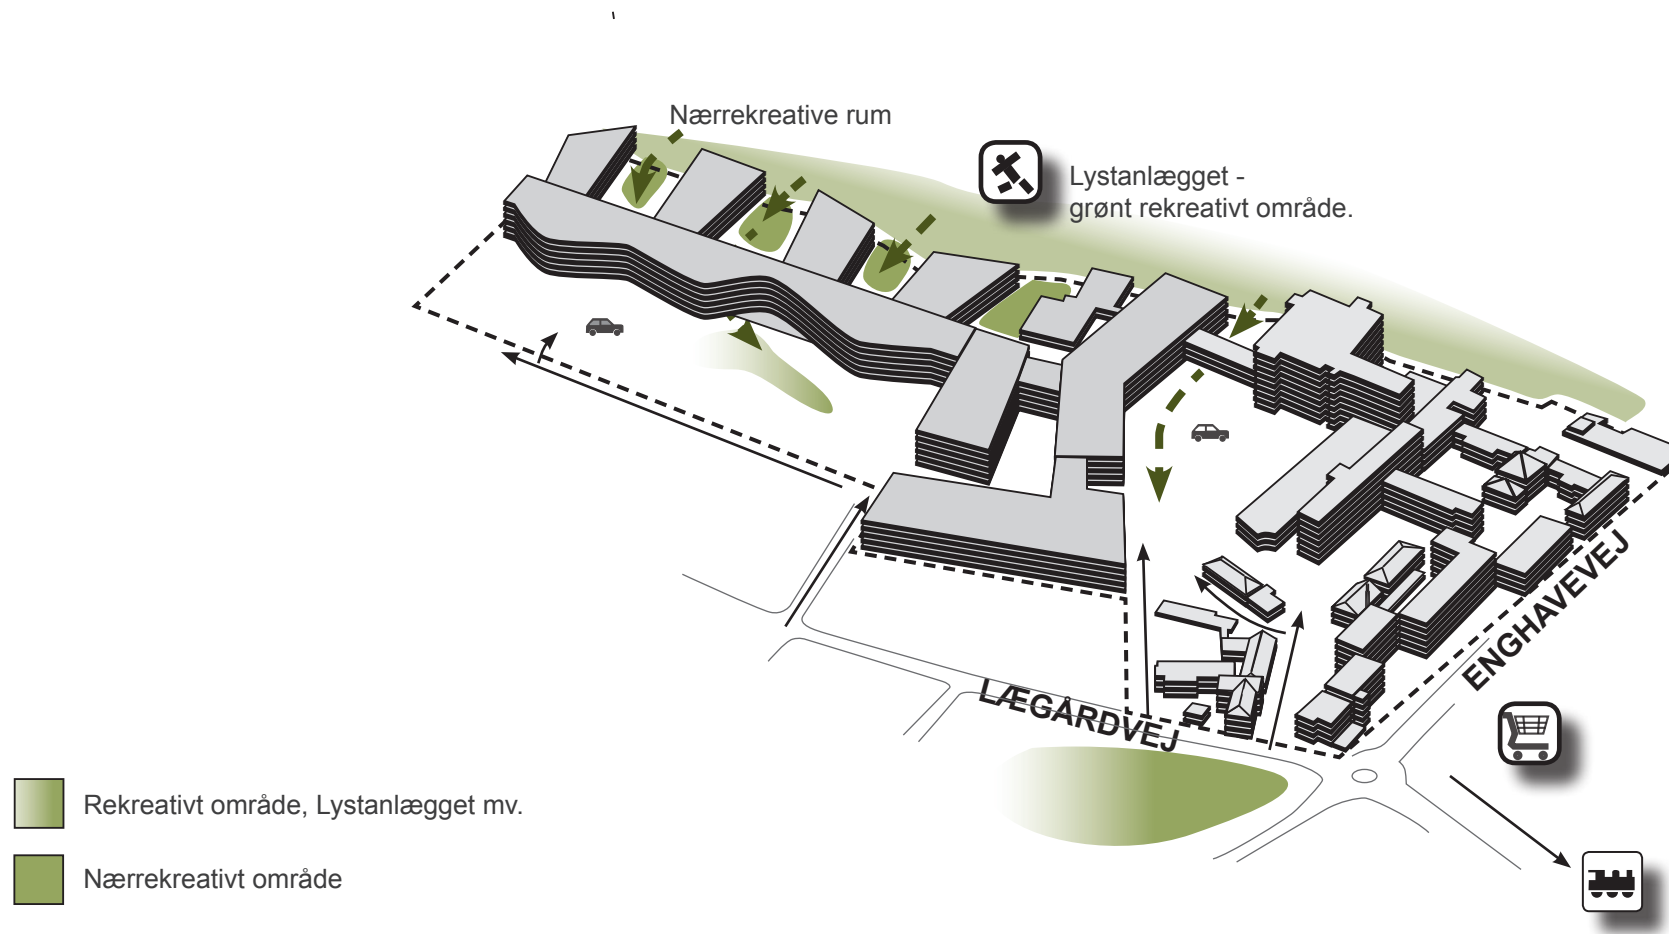 Nærrekreative rum
Lystanlægget -
grønt rekreativt område.
ENGHAVEVEJ
LÆGÅRDVEJ
Rekreativt område, Lystanlægget mv.
Nærrekreativt område